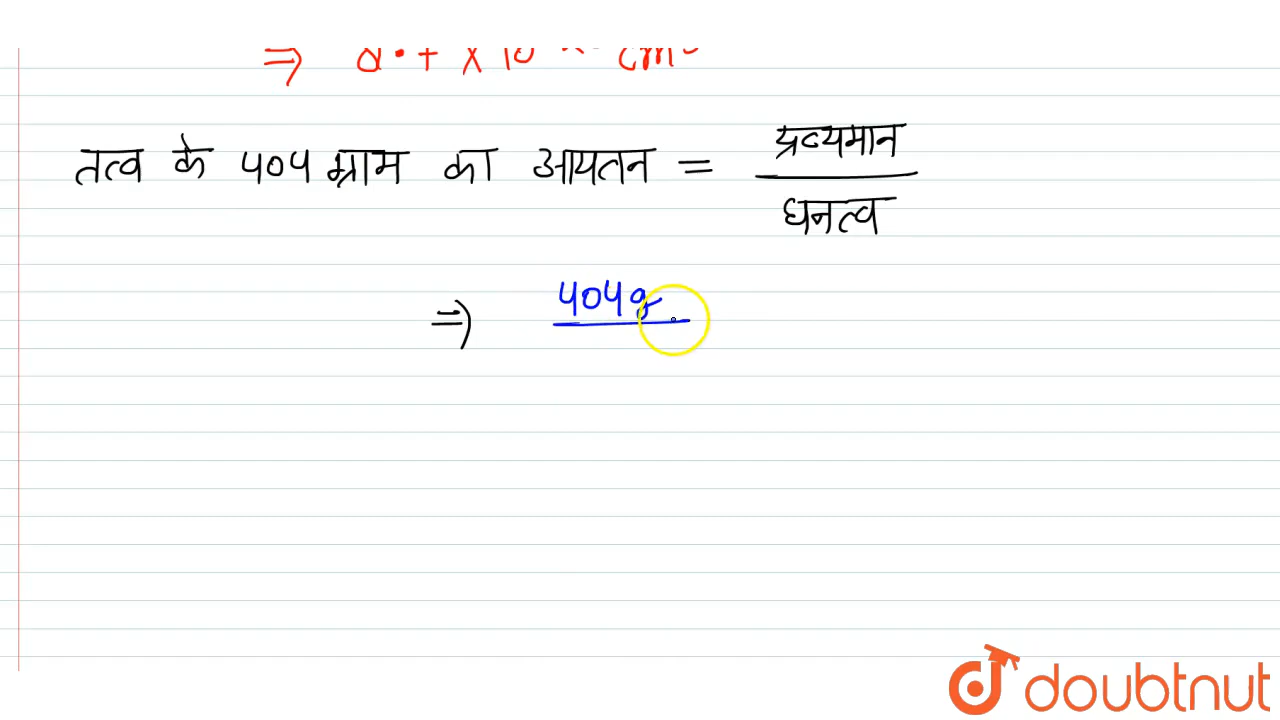 ⇒
तत्व के 404 ग्राम का आयतन = द्रव्यमान / घनत्व
⇒ 404g
doubtnut